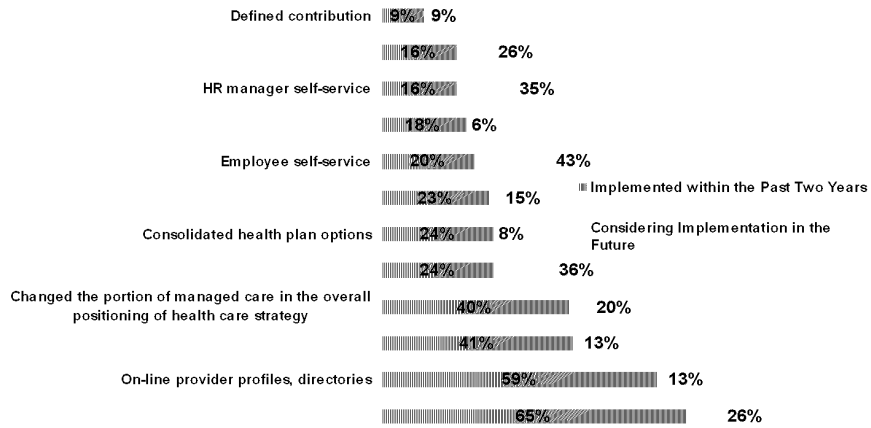 Defined contribution 9% 9%
16% 26%
HR manager self-service 16% 35%
18% 6%
Employee self-service 20% 43%
23% 15%
Implemented within the Past Two Years
Consolidated health plan options 24% 8%
Considering Implementation in the
Future
24% 36%
Changed the portion of managed care in the overall
positioning of health care strategy
40% 20%
41% 13%
On-line provider profiles, directories 59% 13%
65% 26%